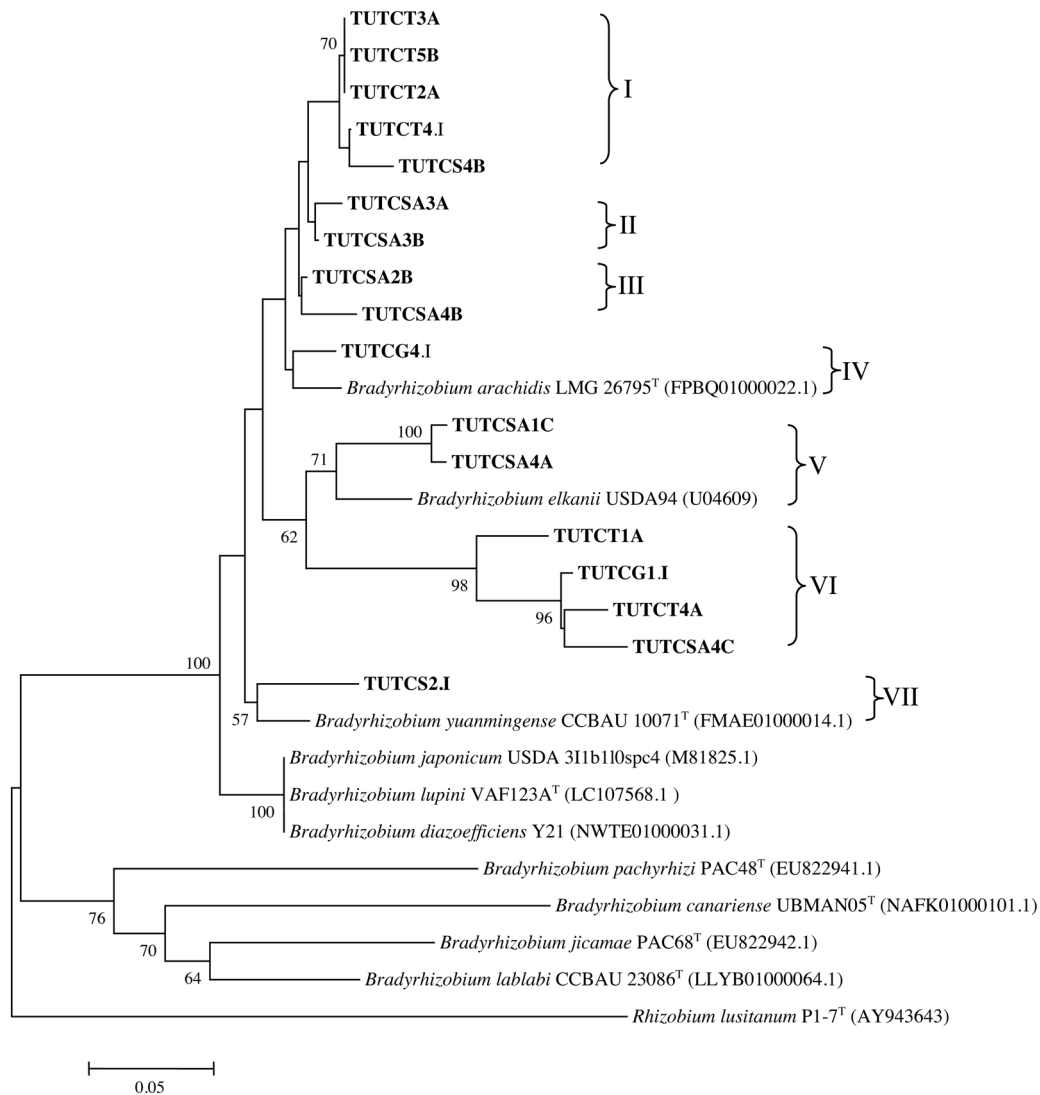 TUTCT3A
70
TUTCT5B
TUTCT2A
I
TUTCT4.I
TUTCS4B
TUTCSA3A
II
TUTCSA3B
TUTCSA2B
III
TUTCSA4B
TUTCG4.I
IV
Bradyrhizobium arachidis LMG 26795ᵀ (FPBQ01000022.1)
TUTCSA1C
100
TUTCSA4A
71
V
Bradyrhizobium elkanii USDA94 (U04609)
62
TUTCT1A
98
TUTCG1.I
VI
TUTCT4A
96
TUTCSA4C
100
TUTCS2.I
VII
57
Bradyrhizobium yuanmingense CCBAU 10071ᵀ (FMAE01000014.1)
Bradyrhizobium japonicum USDA 3I1b1l0spc4 (M81825.1)
Bradyrhizobium lupini VAF123Aᵀ (LC107568.1 )
100
Bradyrhizobium diazoefficiens Y21 (NWTE01000031.1)
Bradyrhizobium pachyrhizi PAC48ᵀ (EU822941.1)
76
Bradyrhizobium canariense UBMAN05ᵀ (NAFK01000101.1)
70
Bradyrhizobium jicamae PAC68ᵀ (EU822942.1)
64
Bradyrhizobium lablabi CCBAU 23086ᵀ (LLYB01000064.1)
Rhizobium lusitanum P1-7ᵀ (AY943643)
0.05